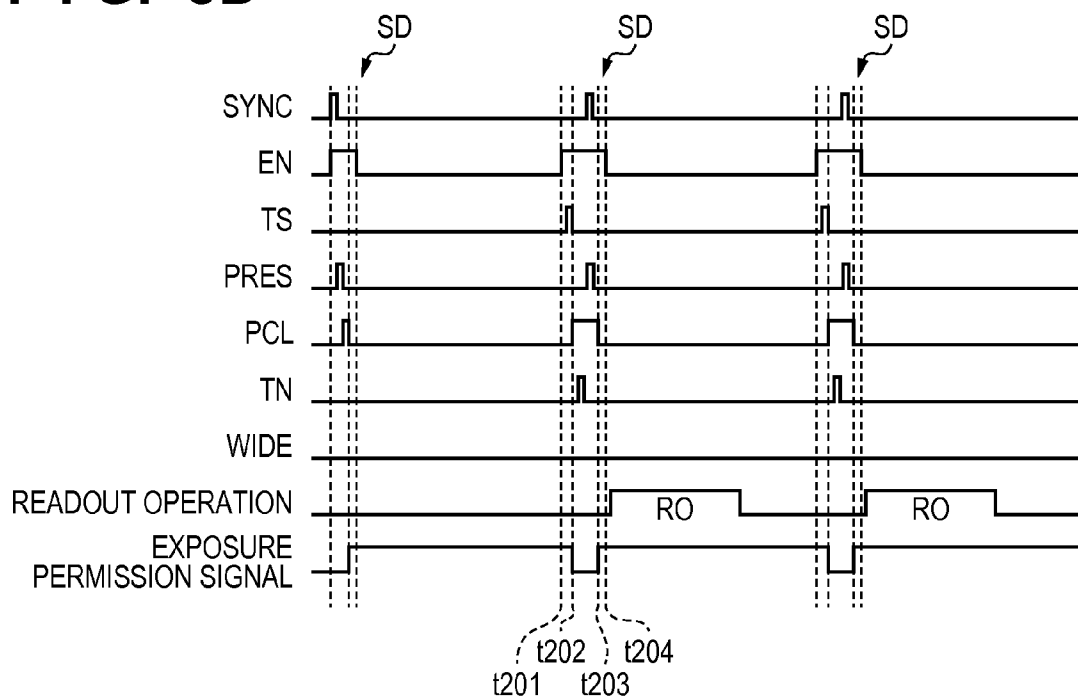 SD SD SD
SYNC
EN
TS
PRES
PCL
TN
WIDE
READOUT OPERATION RO RO
EXPOSURE
PERMISSION SIGNAL
t202 t204
t201 t203